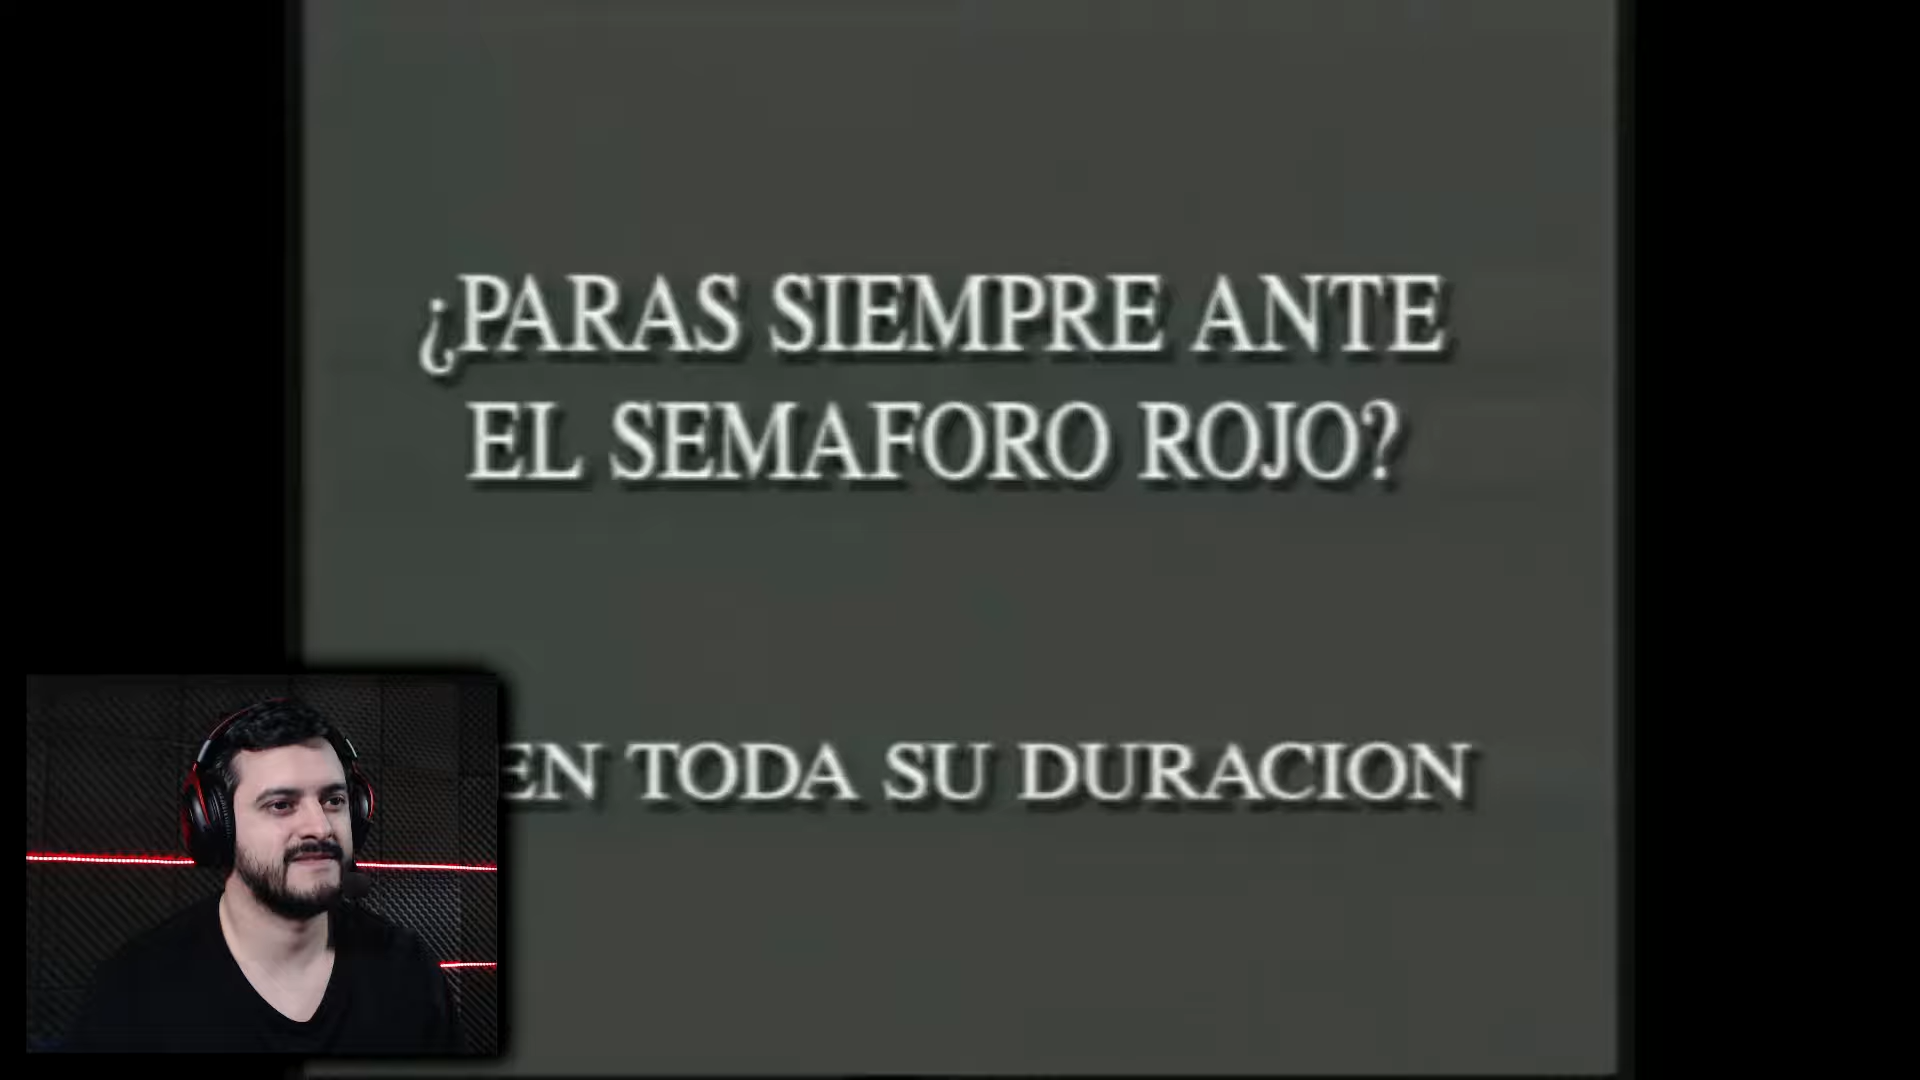 ¿PARAS SIEMPRE ANTE
EL SEMAFORO ROJO?
EN TODA SU DURACION